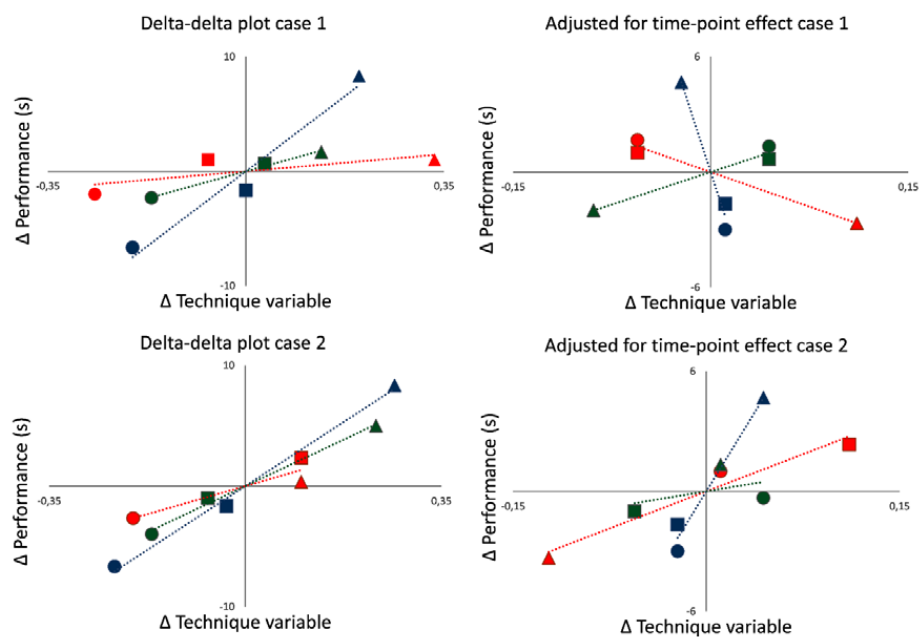 Delta-delta plot case 1
10
Δ Performance (s)
-0,35
0,35
-10
Δ Technique variable
Adjusted for time-point effect case 1
6
Δ Performance (s)
-0,15
0,15
-6
Δ Technique variable
Delta-delta plot case 2
10
Δ Performance (s)
-0,35
0,35
-10
Δ Technique variable
Adjusted for time-point effect case 2
6
Δ Performance (s)
-0,15
0,15
-6
Δ Technique variable